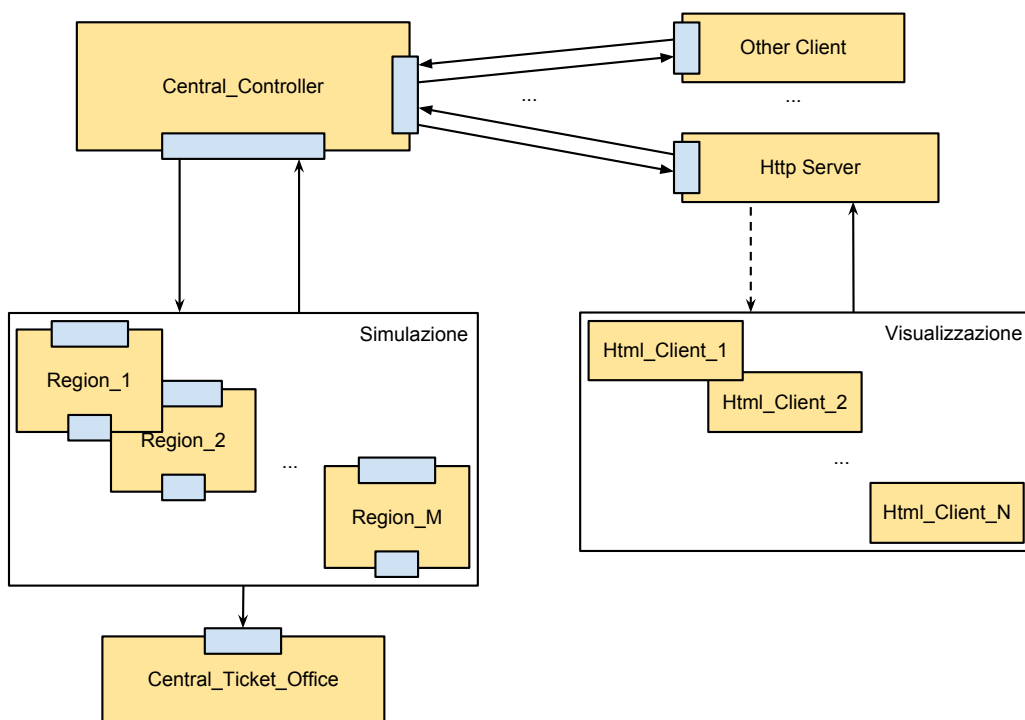 Central_Controller
Other Client
...
...
Http Server
Simulazione
Region_1
Region_2
...
Region_M
Visualizzazione
Html_Client_1
Html_Client_2
...
Html_Client_N
Central_Ticket_Office